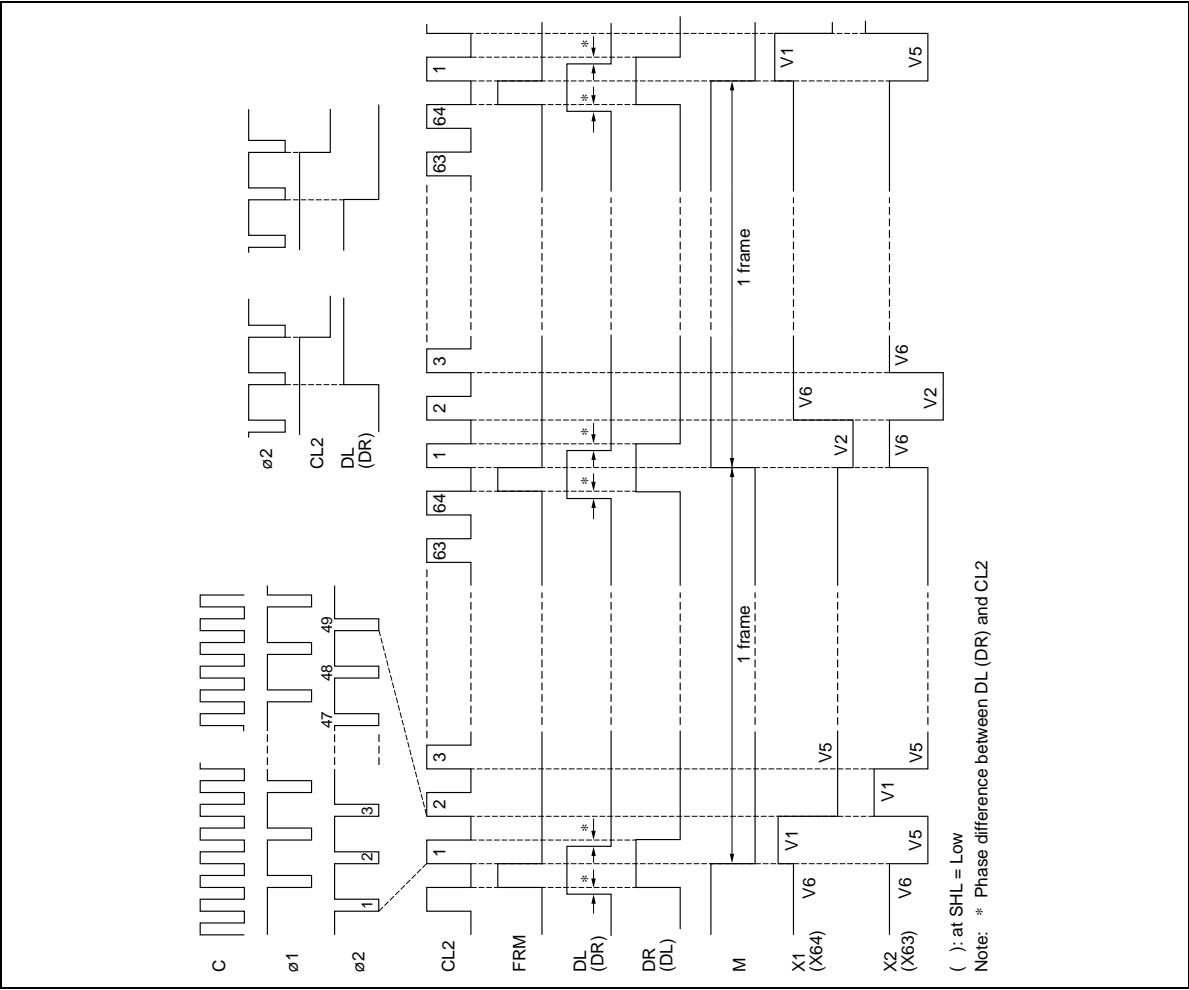 C
ø1
ø2
1 2 3 47 48 49
ø2
CL2
DL
(DR)
CL2
1 2 3 63 64 1 2 3 63 64 1
FRM
DL
(DR)
* * * * * *
DR
(DL)
M
1 frame 1 frame
X1
(X64)
V6 V1 V5 V2 V6 V1
X2
(X63)
V6 V5 V1 V5 V6 V2 V6 V5
( ): at SHL = Low
Note: * Phase difference between DL (DR) and CL2